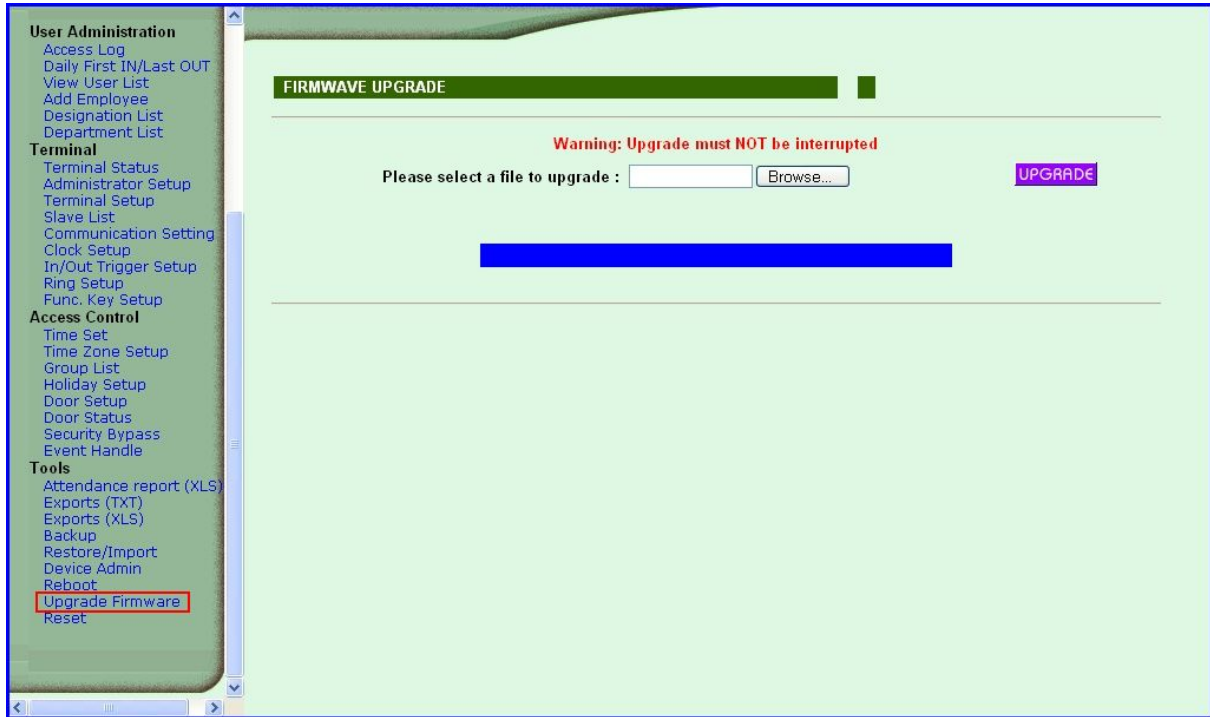 User Administration
Access Log
Daily First IN/Last OUT
View User List
Add Employee
Designation List
Department List
Terminal
Terminal Status
Administrator Setup
Terminal Setup
Slave List
Communication Setting
Clock Setup
In/Out Trigger Setup
Ring Setup
Func. Key Setup
Access Control
Time Set
Time Zone Setup
Group List
Holiday Setup
Door Setup
Door Status
Security Bypass
Event Handle
Tools
Attendance report (XLS)
Exports (TXT)
Exports (XLS)
Backup
Restore/Import
Device Admin
Reboot
Upgrade Firmware
Reset
FIRMWAVE UPGRADE
Warning: Upgrade must NOT be interrupted
Please select a file to upgrade : Browse... UPGRADE